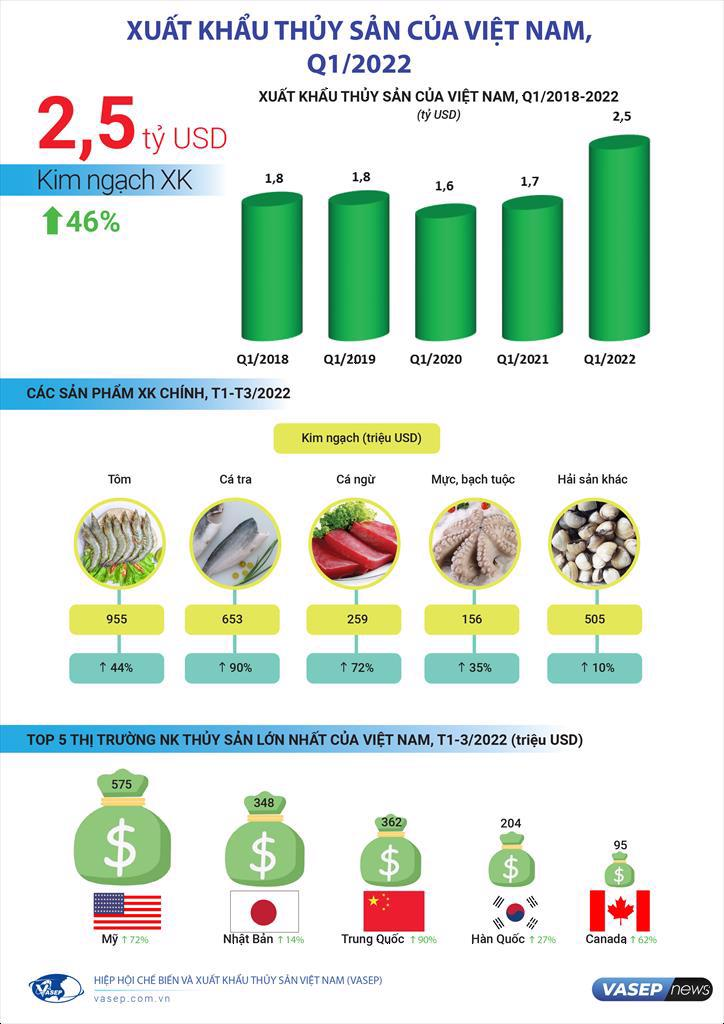 XUẤT KHẨU THỦY SẢN CỦA VIỆT NAM,
Q1/2022
2,5 tỷ USD
Kim ngạch XK
↑46%
XUẤT KHẨU THỦY SẢN CỦA VIỆT NAM, Q1/2018-2022
(tỷ USD)
1,8 1,8 1,6 1,7 2,5
Q1/2018 Q1/2019 Q1/2020 Q1/2021 Q1/2022
CÁC SẢN PHẨM XK CHÍNH, T1-T3/2022
Kim ngạch (triệu USD)
Tôm Cá tra Cá ngừ Mực, bạch tuộc Hải sản khác
955 653 259 156 505
↑ 44% ↑ 90% ↑ 72% ↑ 35% ↑ 10%
TOP 5 THỊ TRƯỜNG NK THỦY SẢN LỚN NHẤT CỦA VIỆT NAM, T1-3/2022 (triệu USD)
575 348 362 204 95
$ $ $ $ $
Mỹ ↑ 72% Nhật Bản ↑ 14% Trung Quốc ↑ 90% Hàn Quốc ↑ 27% Canada ↑ 62%
VASEP
HIỆP HỘI CHẾ BIẾN VÀ XUẤT KHẨU THỦY SẢN VIỆT NAM (VASEP)
vasep.com.vn
VASEP news